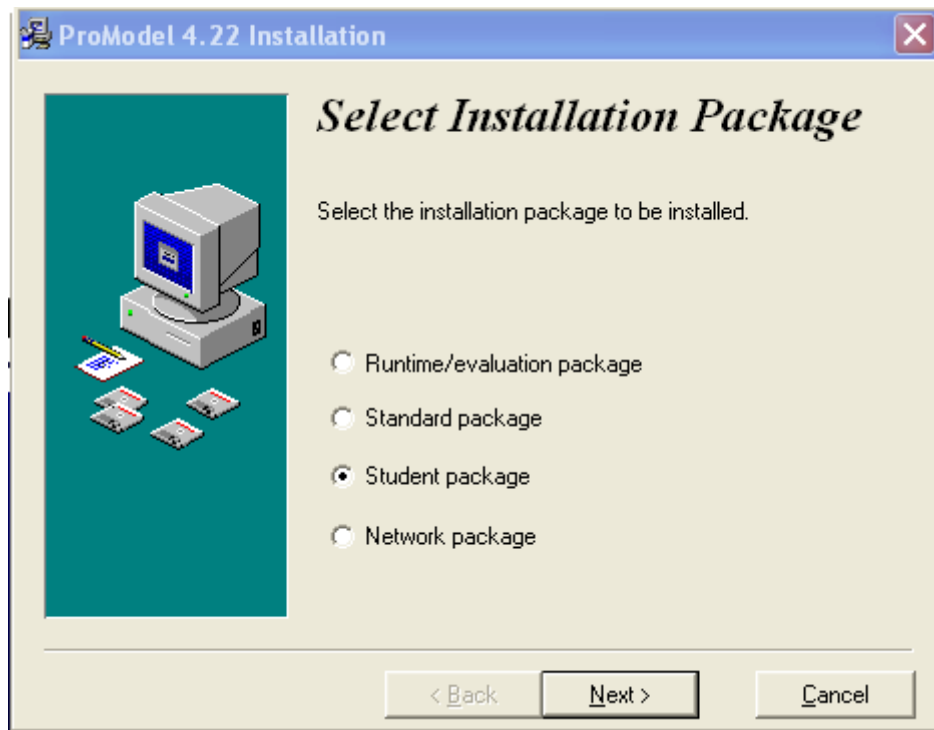 ProModel 4.22 Installation
Select Installation Package
Select the installation package to be installed.
Runtime/evaluation package
Standard package
Student package
Network package
< Back
Next >
Cancel